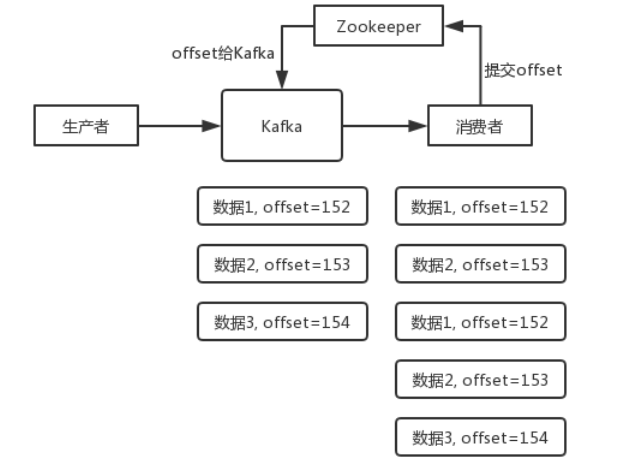 Zookeeper
offset给Kafka
提交offset
生产者
Kafka
消费者
数据1, offset=152
数据1, offset=152
数据2, offset=153
数据2, offset=153
数据3, offset=154
数据1, offset=152
数据2, offset=153
数据3, offset=154